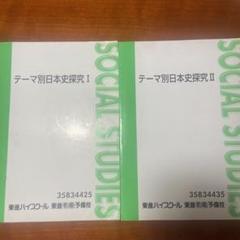 テーマ別日本史探究Ⅰ
SOCIAL STUDIES
35834425
東進ハイスクール 東進衛星予備校
テーマ別日本史探究Ⅱ
SOCIAL STUDIES
35834435
東進ハイスクール 東進衛星予備校